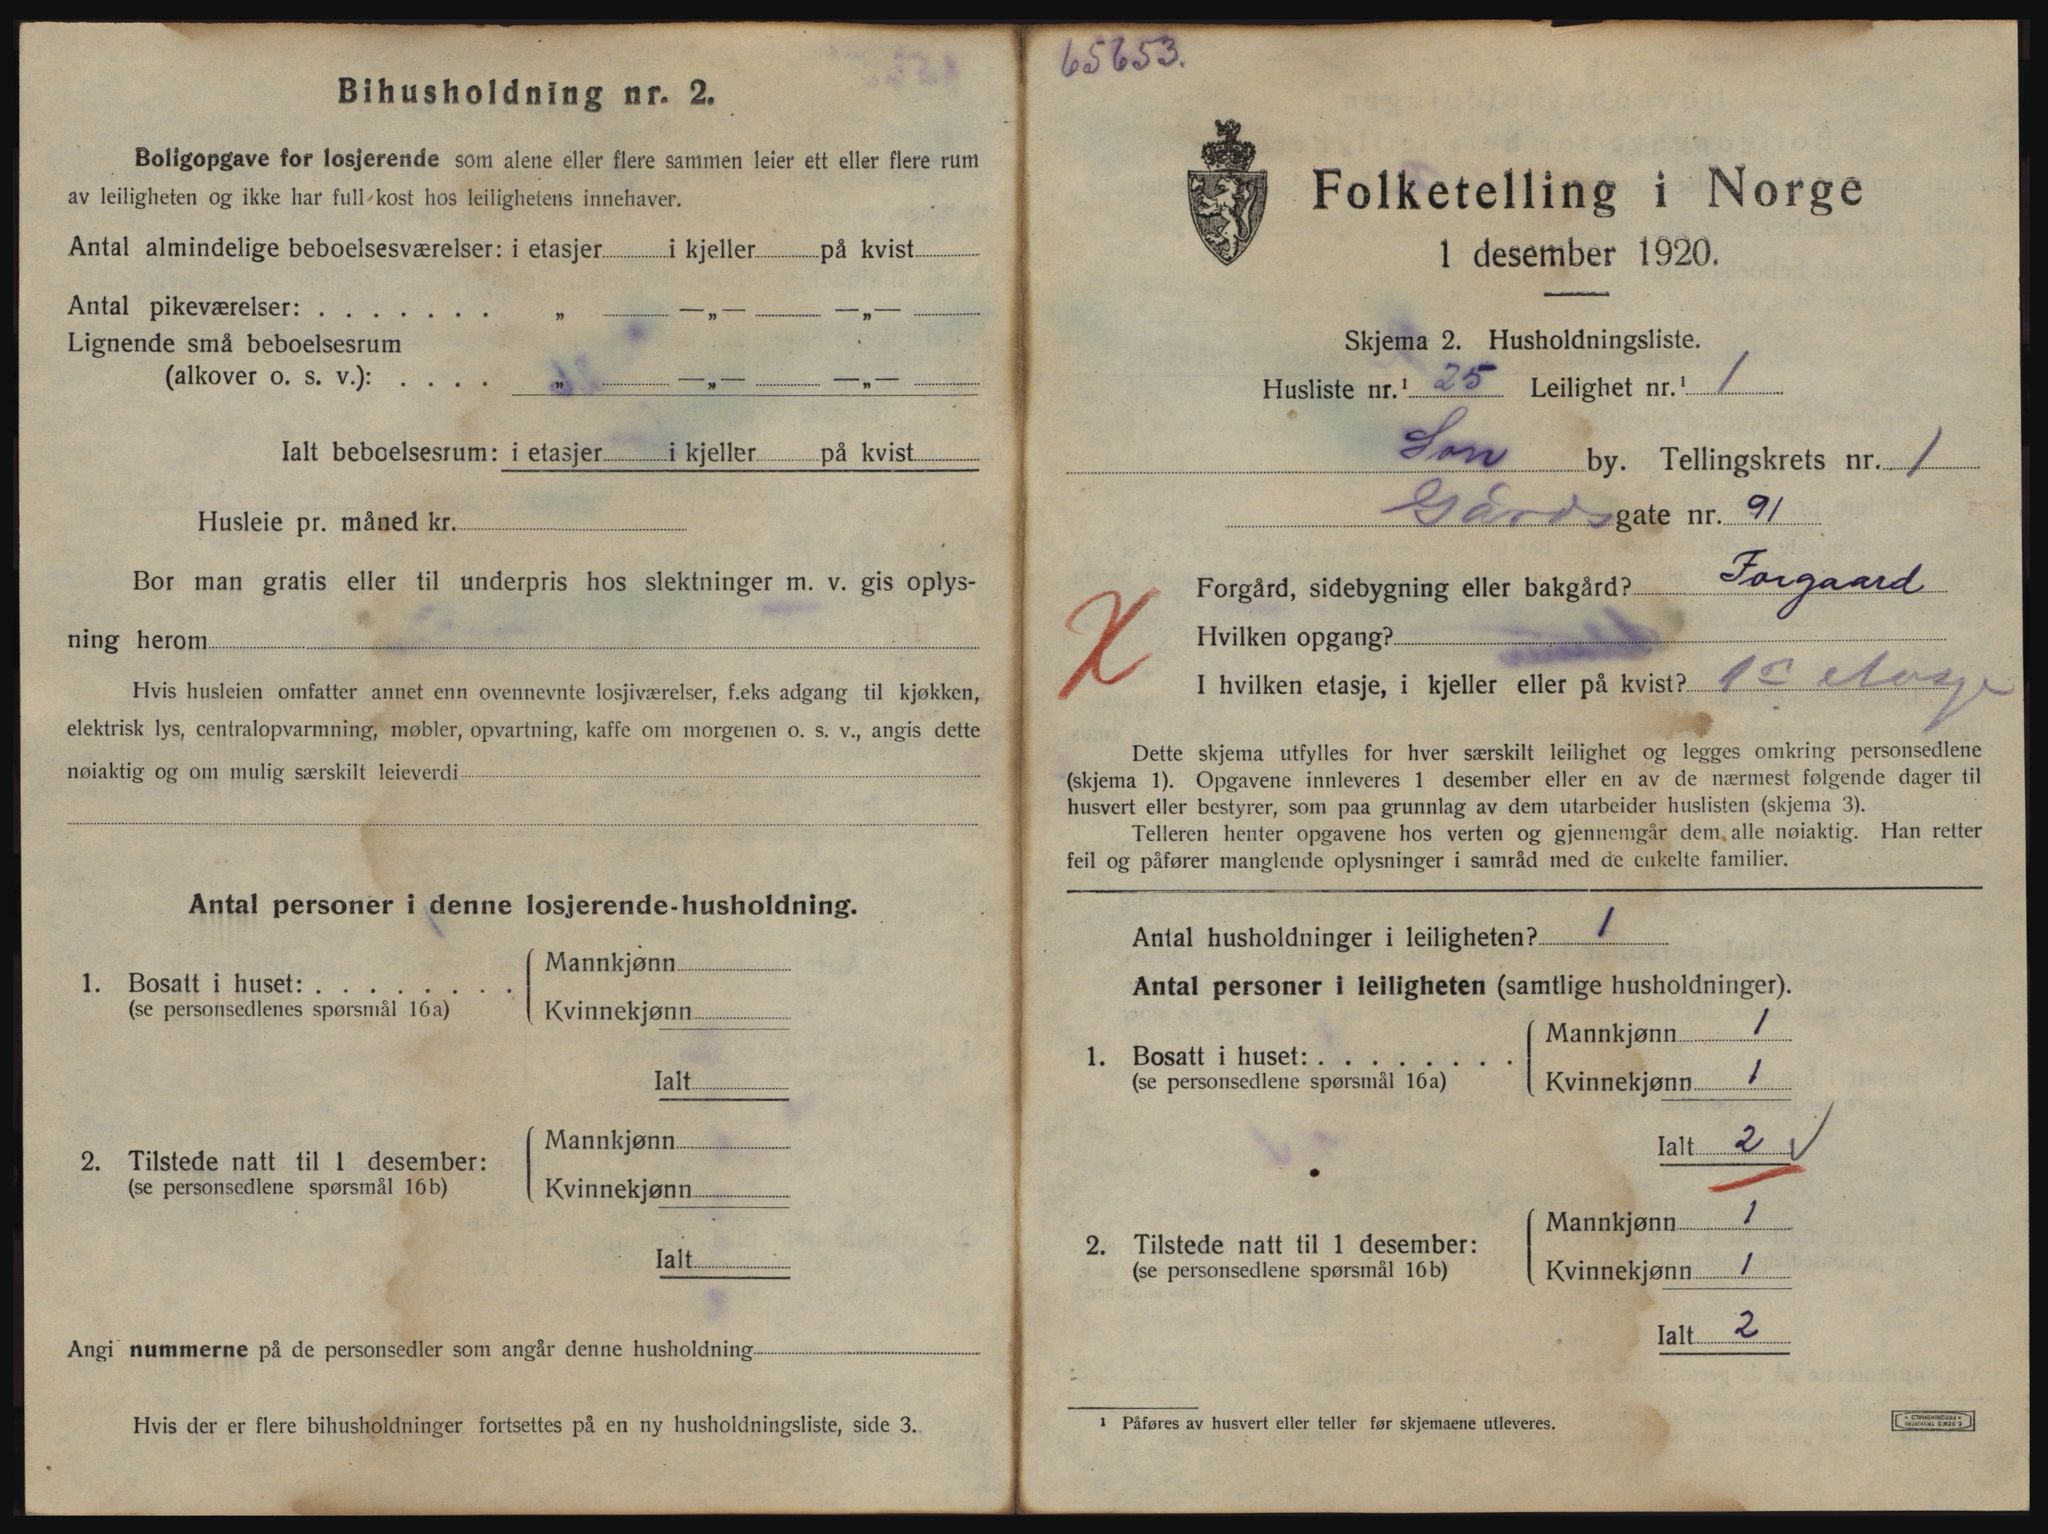 Bihusholdning nr. 2.
Boligopgave for losjerende som alene eller flere sammen leier ett eller flere rum
av leiligheten og ikke har full kost hos leilighetens innehaver.
Antal almindelige beboelsesværelser: i etasjer i kjeller på kvist
Antal pikeværelser: . . . . . . . „ —„— —„—
Lignende små beboelsesrum
(alkover o. s. v.): . . . . „ —„— —„—
Ialt beboelsesrum: i etasjer i kjeller på kvist
Husleie pr. måned kr.
Bor man gratis eller til underpris hos slektninger m. v. gis oplys-
ning herom
Hvis husleien omfatter annet enn ovennevnte losjiværelser, f.eks adgang til kjøkken,
elektrisk lys, centralopvarmning, møbler, opvartning, kaffe om morgenen o. s. v., angis dette
nøiaktig og om mulig særskilt leieverdi
Antal personer i denne losjerende-husholdning.
1. Bosatt i huset: . . . . . . . .
(se personsedlenes spørsmål 16a)
Mannkjønn
Kvinnekjønn
Ialt
2. Tilstede natt til 1 desember:
(se personsedlene spørsmål 16b)
Mannkjønn
Kvinnekjønn
Ialt
Angi nummerne på de personsedler som angår denne husholdning
Hvis der er flere bihusholdninger fortsettes på en ny husholdningsliste, side 3.
65653.
Folketelling i Norge
1 desember 1920.
Skjema 2. Husholdningsliste.
Husliste nr.¹ 25 Leilighet nr.¹ 1
Son by. Tellingskrets nr. 1
Gårds gate nr. 91
Forgård, sidebygning eller bakgård? Forgaard
Hvilken opgang?
I hvilken etasje, i kjeller eller på kvist? 1e
Dette skjema utfylles for hver særskilt leilighet og legges omkring personsedlene
(skjema 1). Opgavene innleveres 1 desember eller en av de nærmest følgende dager til
husvert eller bestyrer, som paa grunnlag av dem utarbeider huslisten (skjema 3).
Telleren henter opgavene hos verten og gjennemgår dem alle nøiaktig. Han retter
feil og påfører manglende oplysninger i samråd med de enkelte familier.
Antal husholdninger i leiligheten? 1
Antal personer i leiligheten (samtlige husholdninger).
1. Bosatt i huset: . . . . . . . .
(se personsedlene spørsmål 16a)
Mannkjønn 1
Kvinnekjønn 1
Ialt 2
2. Tilstede natt til 1 desember:
(se personsedlene spørsmål 16b)
Mannkjønn 1
Kvinnekjønn 1
Ialt 2
¹ Påføres av husvert eller teller før skjemaene utleveres.